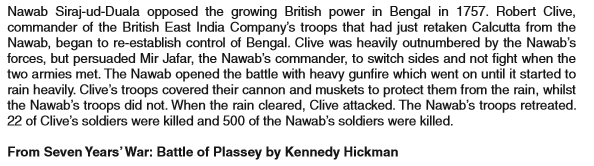 Nawab Siraj-ud-Duala opposed the growing British power in Bengal in 1757. Robert Clive,
commander of the British East India Company's troops that had just retaken Calcutta from the
Nawab, began to re-establish control of Bengal. Clive was heavily outnumbered by the Nawab's
forces, but persuaded Mir Jafar, the Nawab's commander, to switch sides and not fight when the
two armies met. The Nawab opened the battle with heavy gunfire which went on until it started to
rain heavily. Clive's troops covered their cannon and muskets to protect them from the rain, whilst
the Nawab's troops did not. When the rain cleared, Clive attacked. The Nawab's troops retreated.
22 of Clive's soldiers were killed and 500 of the Nawab's soldiers were killed.
From Seven Years' War: Battle of Plassey by Kennedy Hickman